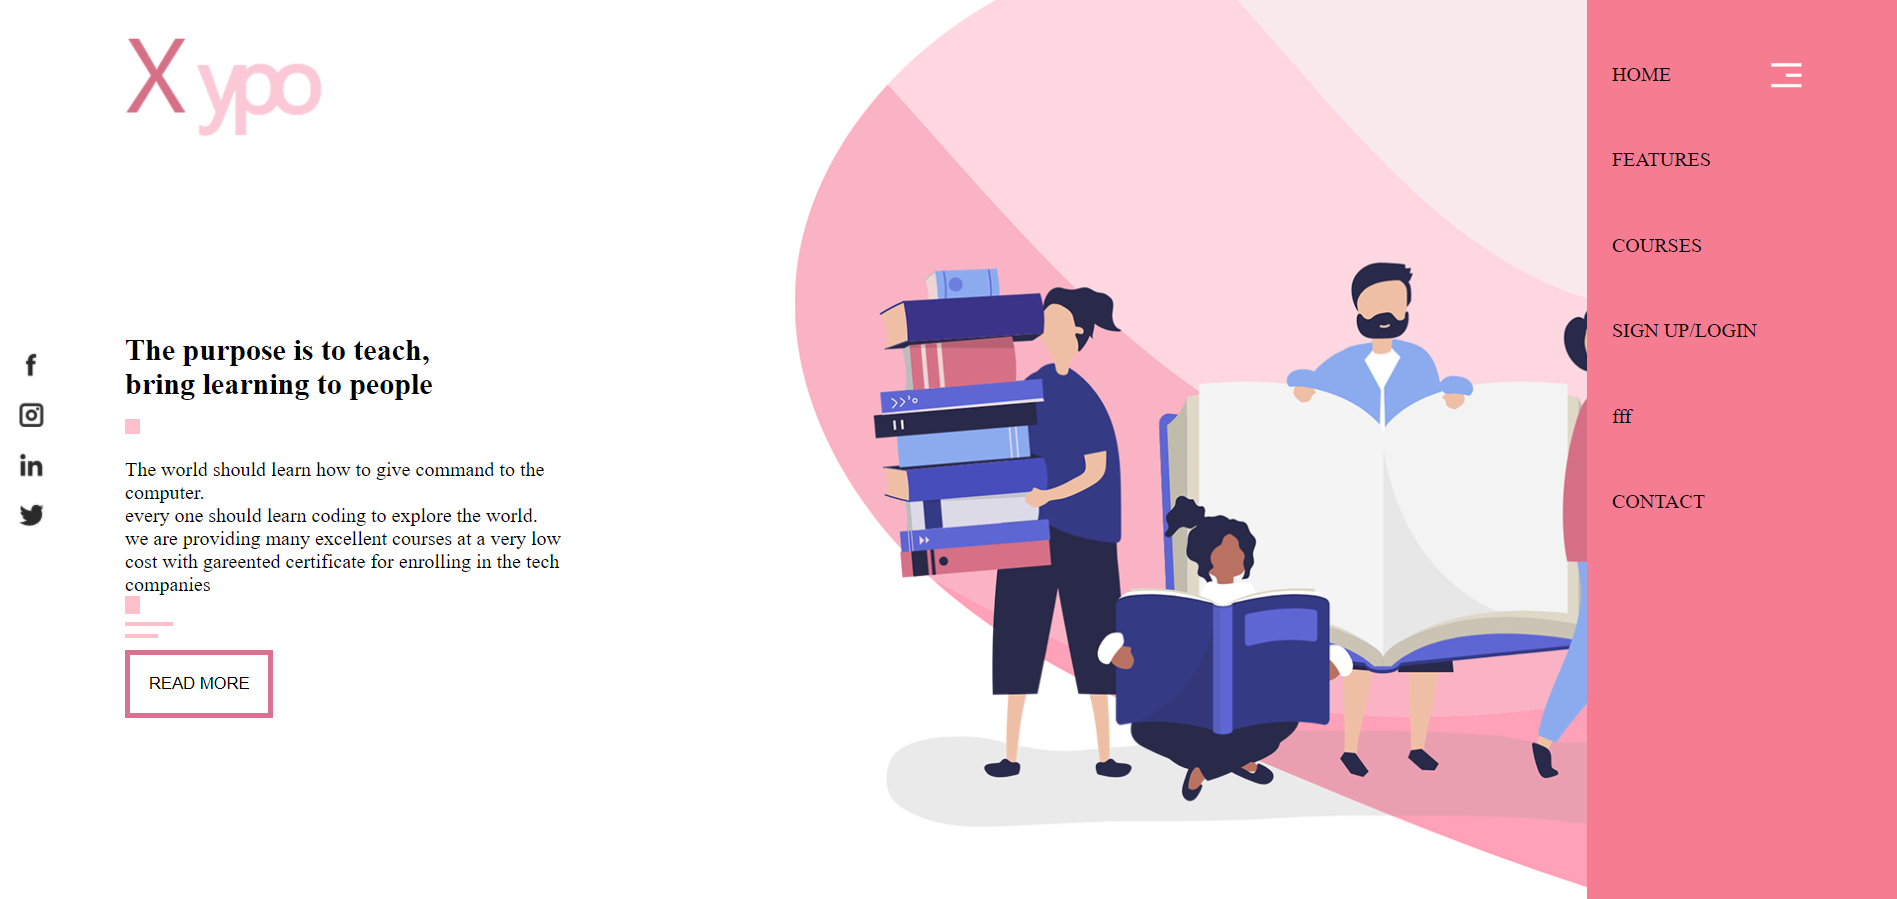 X ypo
The purpose is to teach,
bring learning to people
The world should learn how to give command to the
computer.
every one should learn coding to explore the world.
we are providing many excellent courses at a very low
cost with gareented certificate for enrolling in the tech
companies
READ MORE
HOME
FEATURES
COURSES
SIGN UP/LOGIN
fff
CONTACT